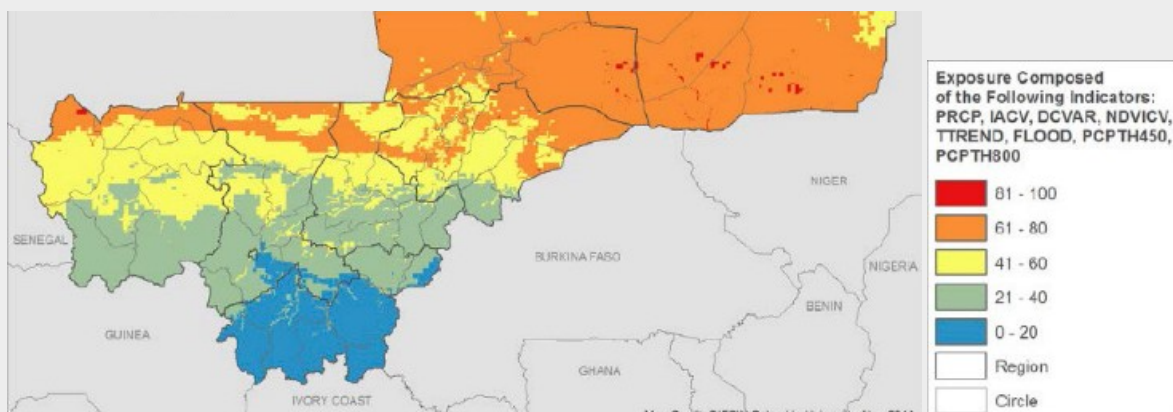 SENEGAL
GUINEA
IVORY COAST
BURKINA FASO
GHANA
NIGER
BENIN
NIGERIA
Exposure Composed
of the Following Indicators:
PRCP, IACV, DCVAR, NDVICV,
TTREND, FLOOD, PCPTH450,
PCPTH800
81 - 100
61 - 80
41 - 60
21 - 40
0 - 20
Region
Circle